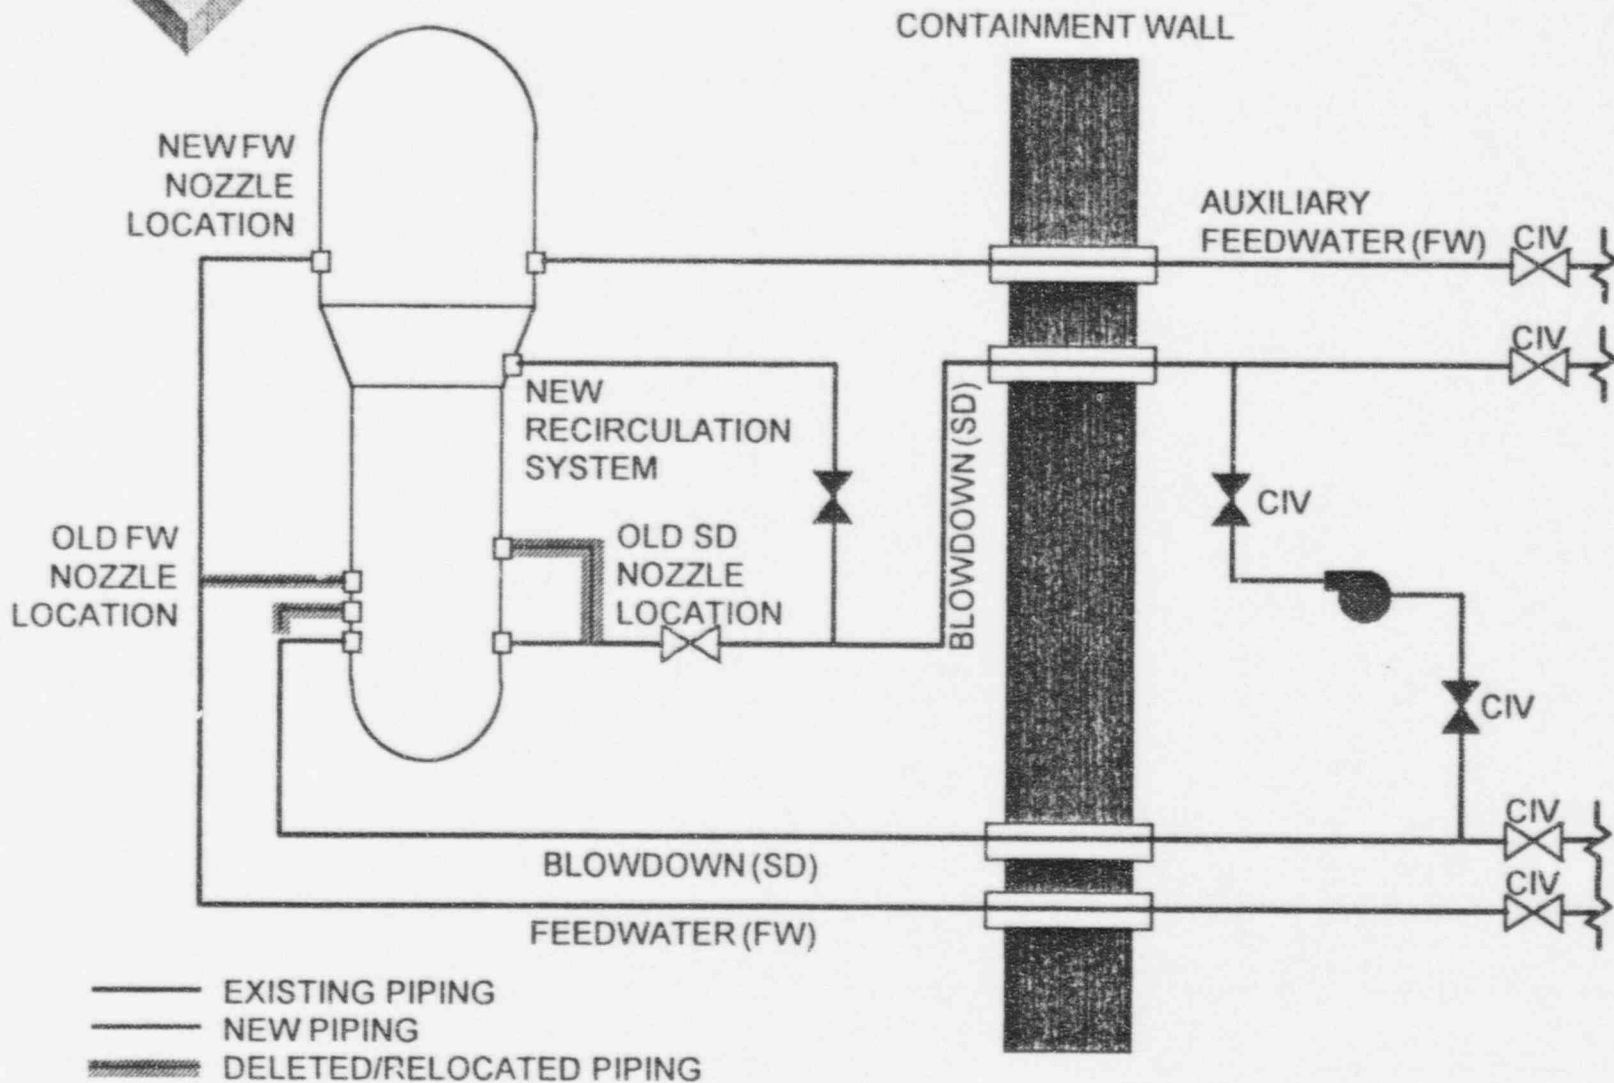 CONTAINMENT WALL
NEW FW
NOZZLE
LOCATION
AUXILIARY
FEEDWATER (FW)
CIV
CIV
NEW
RECIRCULATION
SYSTEM
BLOWDOWN (SD)
CIV
OLD FW
NOZZLE
LOCATION
OLD SD
NOZZLE
LOCATION
CIV
CIV
BLOWDOWN (SD)
CIV
FEEDWATER (FW)
EXISTING PIPING
NEW PIPING
DELETED/RELOCATED PIPING